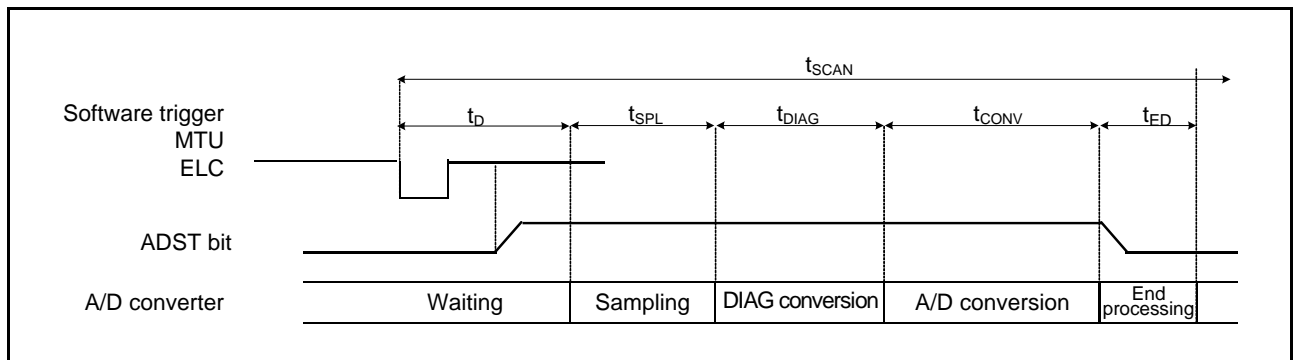 tSCAN
Software trigger
MTU
ELC
tD
tSPL
tDIAG
tCONV
tED
ADST bit
A/D converter
Waiting
Sampling
DIAG conversion
A/D conversion
End
processing